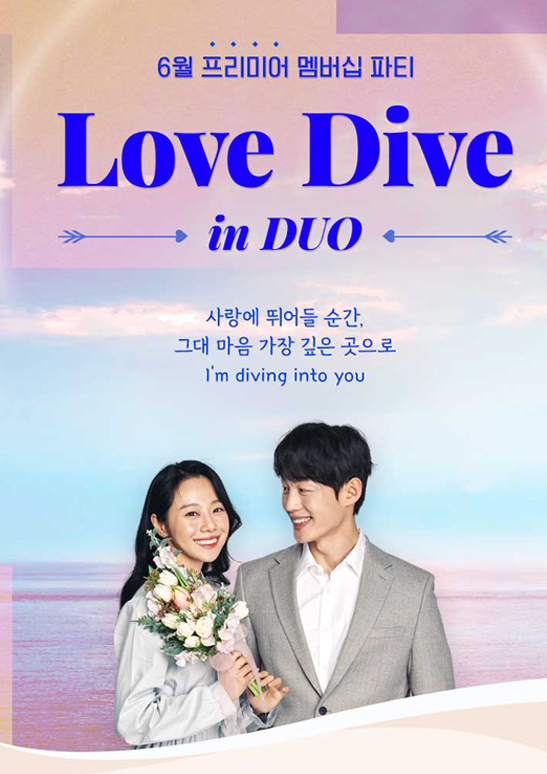 6월 프리미어 멤버십 파티
Love Dive
in DUO
사랑에 뛰어들 순간,
그대 마음 가장 깊은 곳으로
I'm diving into you